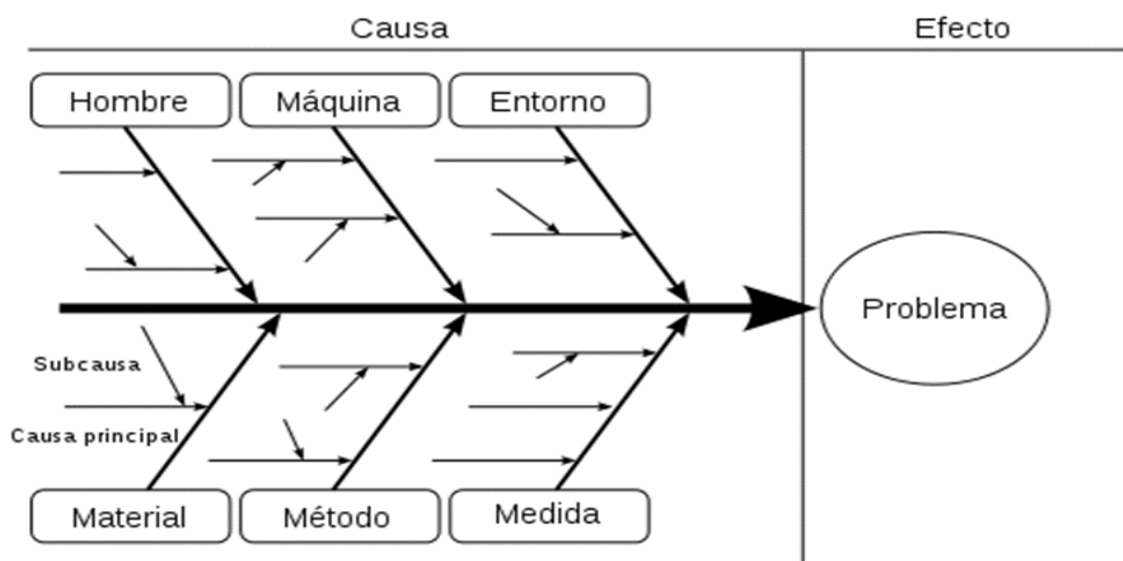 Causa
Efecto
Hombre
Máquina
Entorno
Problema
Subcausa
Causa principal
Material
Método
Medida